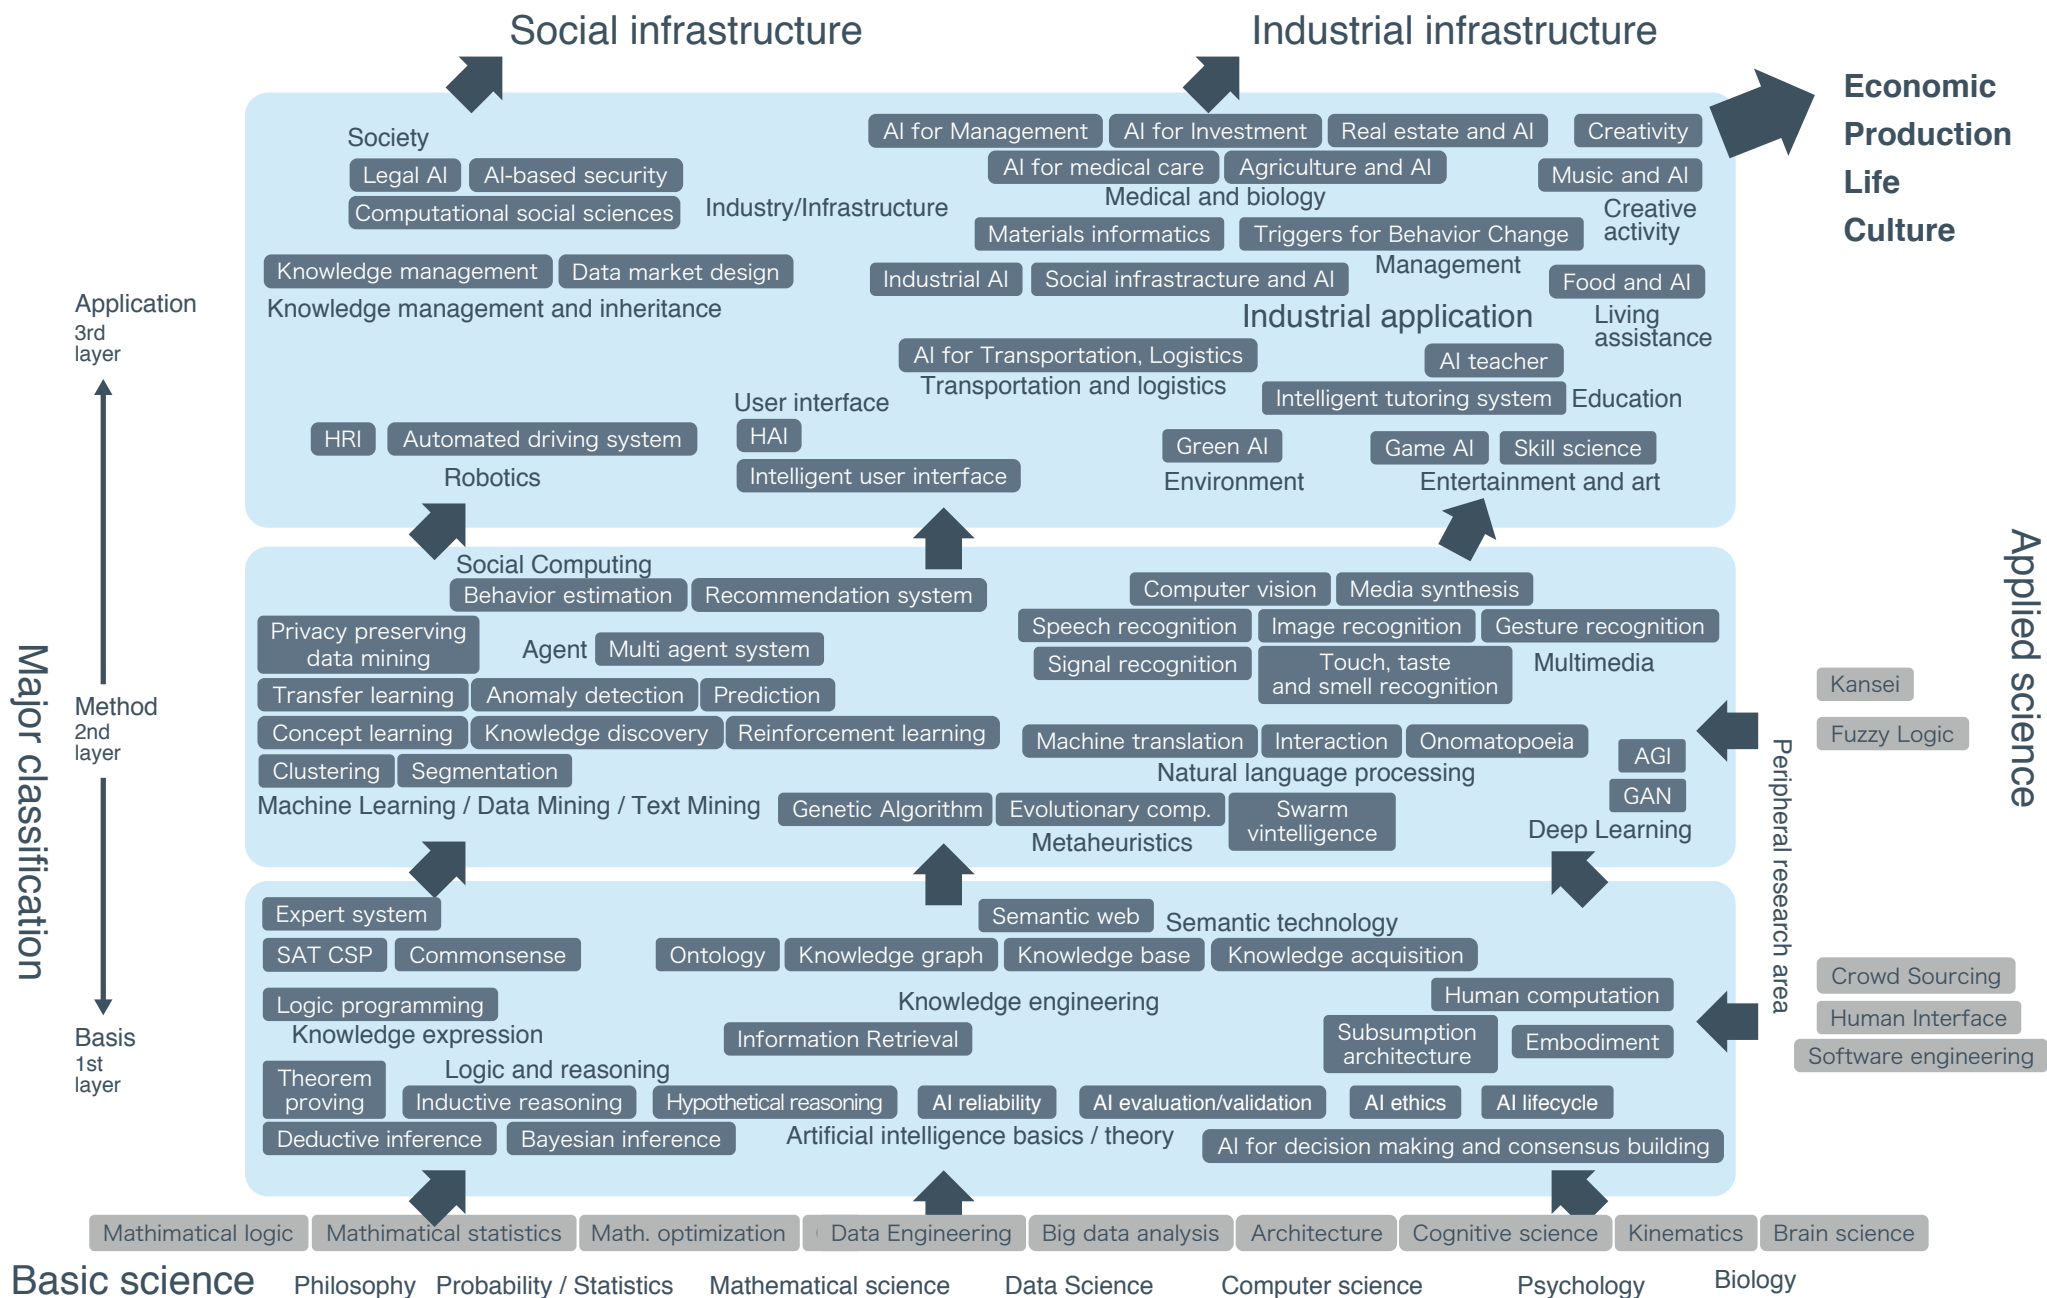 Social infrastructure
Industrial infrastructure
Economic
Production
Life
Culture
Society
Legal AI
AI-based security
Computational social sciences
Industry/Infrastructure
AI for Management
AI for Investment
Real estate and AI
Creativity
AI for medical care
Agriculture and AI
Music and AI
Medical and biology
Creative
activity
Materials informatics
Triggers for Behavior Change
Management
Knowledge management
Data market design
Knowledge management and inheritance
Industrial AI
Social infrastracture and AI
Food and AI
Living
assistance
Industrial application
Application
3rd
layer
AI for Transportation, Logistics
Transportation and logistics
AI teacher
Intelligent tutoring system
Education
User interface
HAI
Intelligent user interface
HRI
Automated driving system
Robotics
Green AI
Environment
Game AI
Skill science
Entertainment and art
Major classification
Applied science
Social Computing
Behavior estimation
Recommendation system
Computer vision
Media synthesis
Privacy preserving
data mining
Agent
Multi agent system
Speech recognition
Image recognition
Gesture recognition
Signal recognition
Touch, taste
and smell recognition
Multimedia
Transfer learning
Anomaly detection
Prediction
Method
2nd
layer
Concept learning
Knowledge discovery
Reinforcement learning
Machine translation
Interaction
Onomatopoeia
Natural language processing
Clustering
Segmentation
Machine Learning / Data Mining / Text Mining
Genetic Algorithm
Evolutionary comp.
Swarm
vintelligence
Metaheuristics
AGI
GAN
Deep Learning
Peripheral research area
Kansei
Fuzzy Logic
Expert system
Semantic web
Semantic technology
SAT CSP
Commonsense
Ontology
Knowledge graph
Knowledge base
Knowledge acquisition
Logic programming
Knowledge expression
Knowledge engineering
Human computation
Information Retrieval
Subsumption
architecture
Embodiment
Crowd Sourcing
Human Interface
Software engineering
Basis
1st
layer
Theorem
proving
Logic and reasoning
Inductive reasoning
Hypothetical reasoning
AI reliability
AI evaluation/validation
AI ethics
AI lifecycle
Deductive inference
Bayesian inference
Artificial intelligence basics / theory
AI for decision making and consensus building
Mathimatical logic
Mathimatical statistics
Math. optimization
Data Engineering
Big data analysis
Architecture
Cognitive science
Kinematics
Brain science
Basic science
Philosophy
Probability / Statistics
Mathematical science
Data Science
Computer science
Psychology
Biology